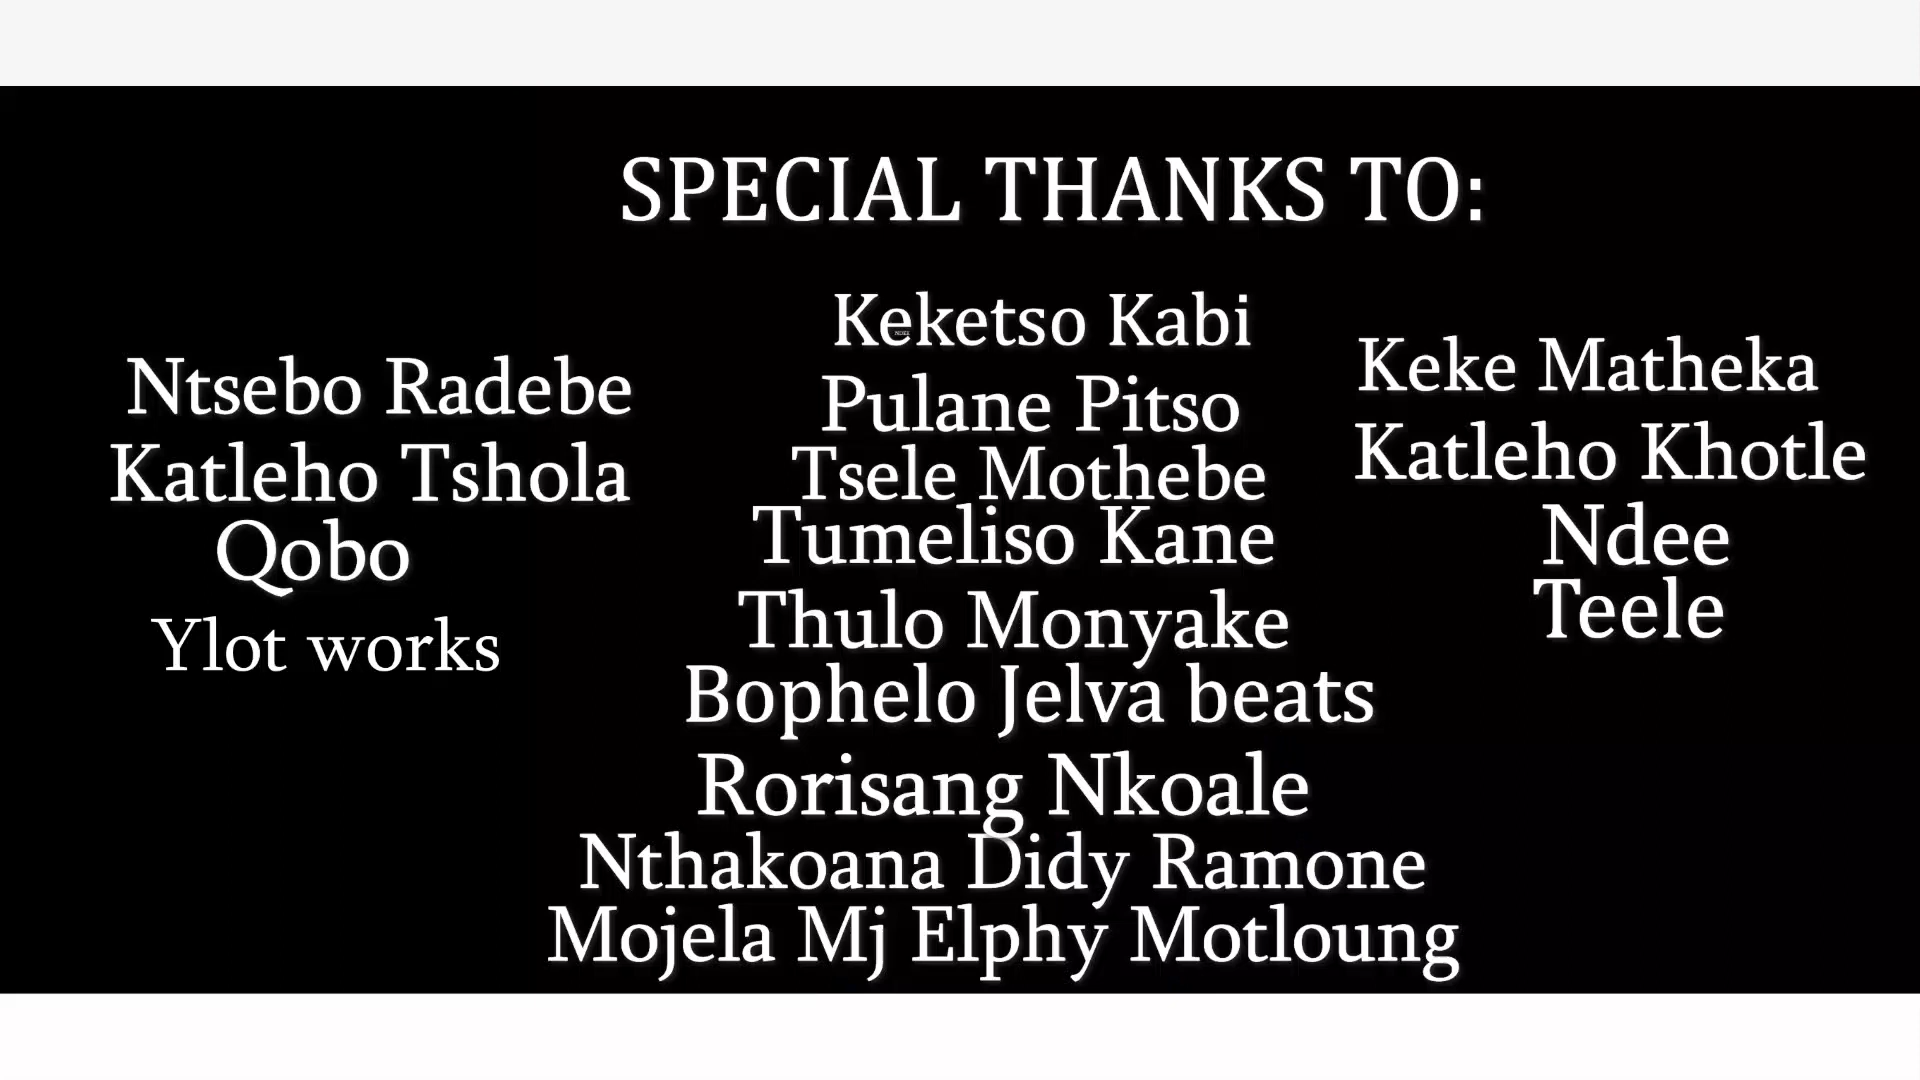 SPECIAL THANKS TO:
Ntsebo Radebe
Katleho Tshola
Qobo
Ylot works
Keketso Kabi
Pulane Pitso
Tsele Mothebe
Tumeliso Kane
Thulo Monyake
Bophelo Jelva beats
Rorisang Nkoale
Nthakoana Didy Ramone
Mojela Mj Elphy Motloung
Keke Matheka
Katleho Khotle
Ndee
Teele